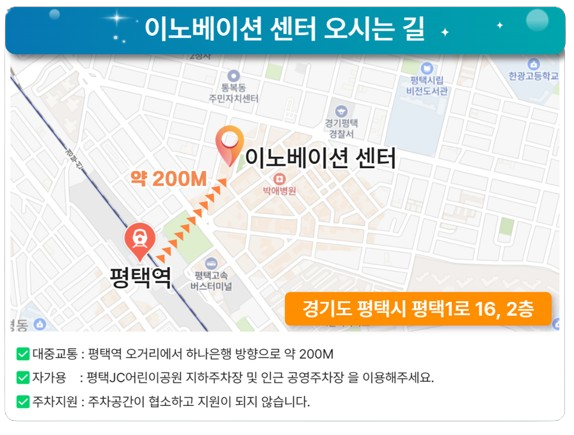 이노베이션 센터 오시는 길
통복동
주민자치센터
평택시립
비전도서관
한광고등학교
경기평택
경찰서
이노베이션 센터
약 200M
박애병원
평택역
평택고속
버스터미널
경기도 평택시 평택1로 16, 2층
대중교통 : 평택역 오거리에서 하나은행 방향으로 약 200M
자가용 : 평택JC어린이공원 지하주차장 및 인근 공영주차장 을 이용해주세요.
주차지원 : 주차공간이 협소하고 지원이 되지 않습니다.